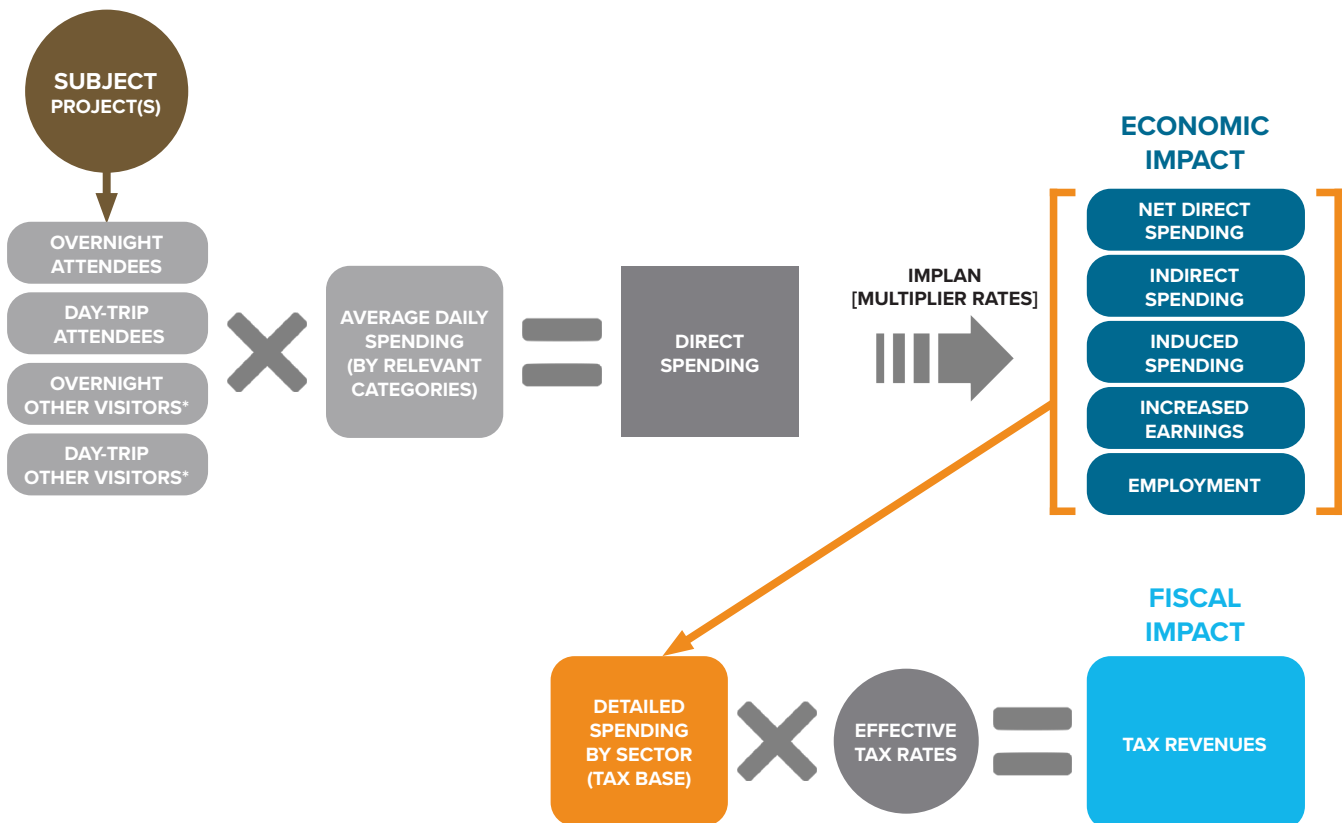 SUBJECT
PROJECT(S)
OVERNIGHT
ATTENDEES
DAY-TRIP
ATTENDEES
OVERNIGHT
OTHER VISITORS*
DAY-TRIP
OTHER VISITORS*
AVERAGE DAILY
SPENDING
(BY RELEVANT
CATEGORIES)
DIRECT
SPENDING
IMPLAN
[MULTIPLIER RATES]
ECONOMIC
IMPACT
NET DIRECT
SPENDING
INDIRECT
SPENDING
INDUCED
SPENDING
INCREASED
EARNINGS
EMPLOYMENT
DETAILED
SPENDING
BY SECTOR
(TAX BASE)
EFFECTIVE
TAX RATES
FISCAL
IMPACT
TAX REVENUES